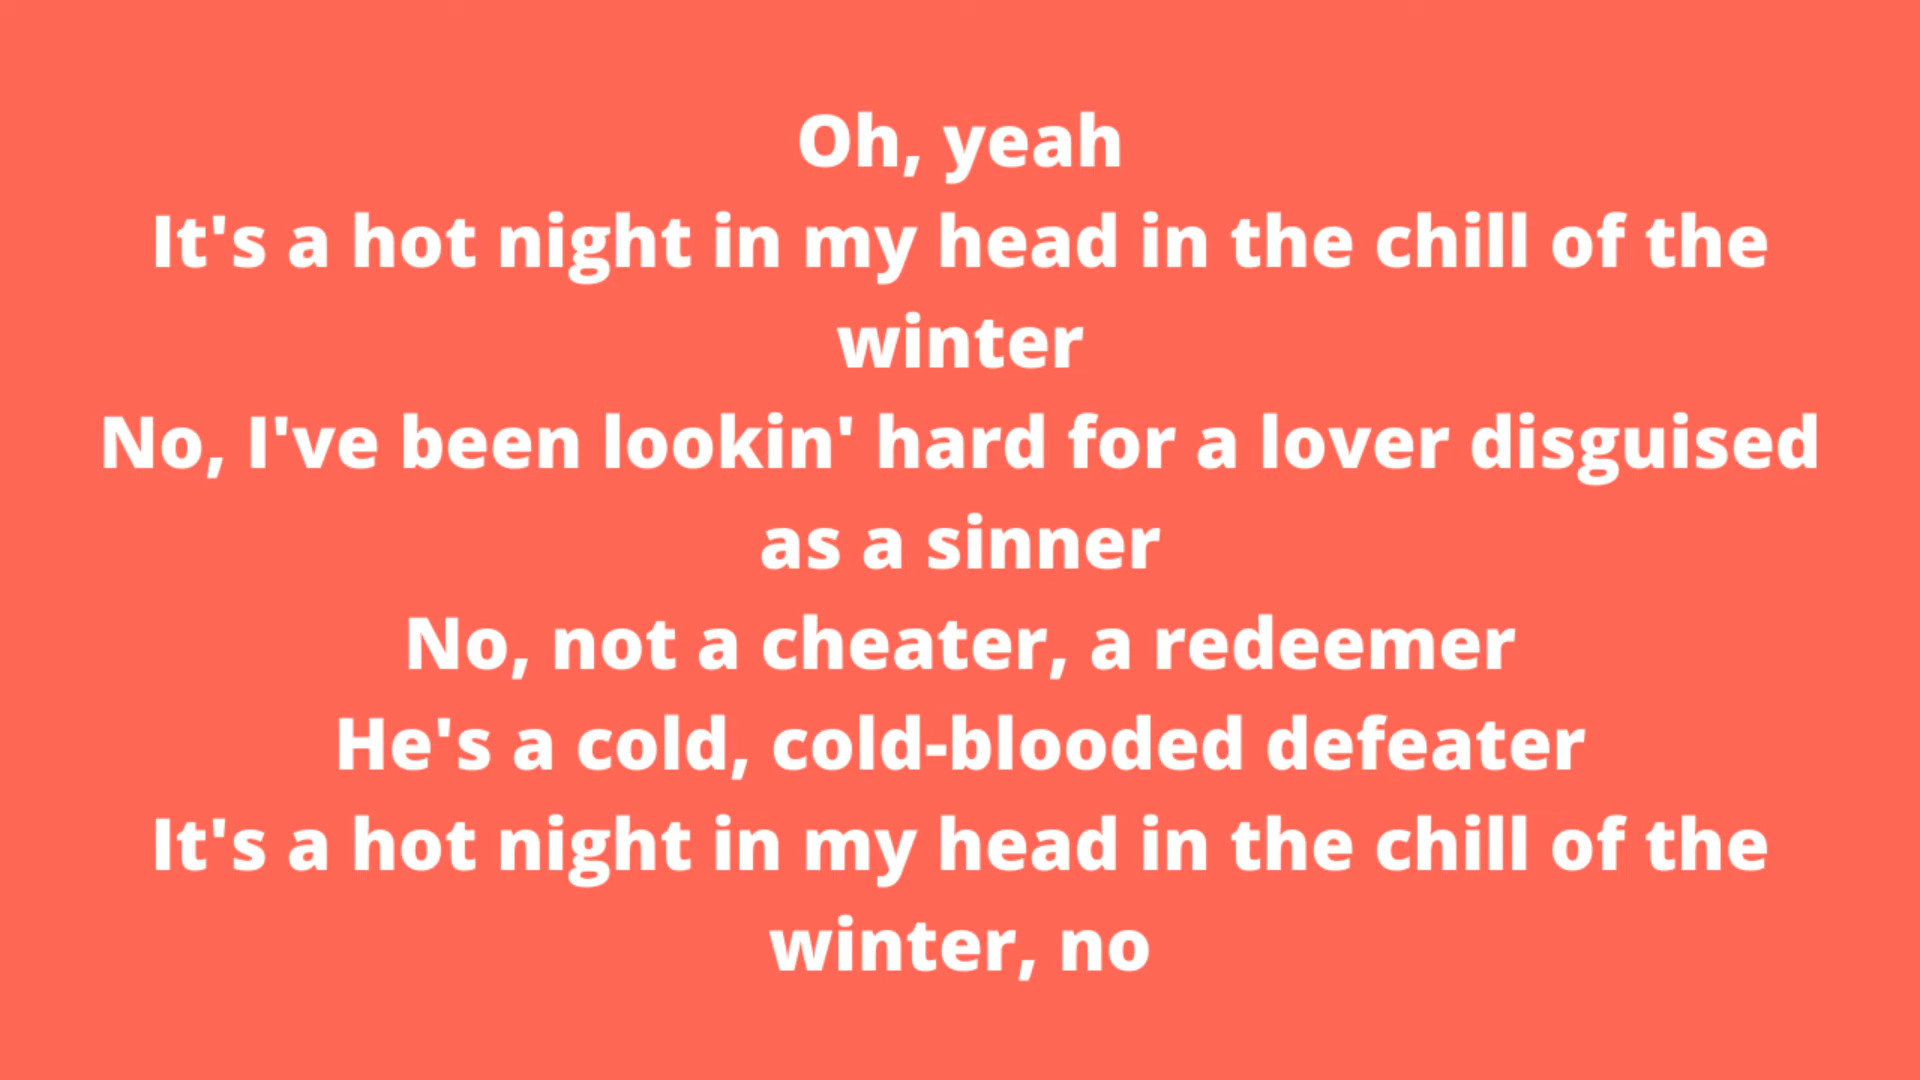 Oh, yeah
It's a hot night in my head in the chill of the
winter
No, I've been lookin' hard for a lover disguised
as a sinner
No, not a cheater, a redeemer
He's a cold, cold-blooded defeater
It's a hot night in my head in the chill of the
winter, no